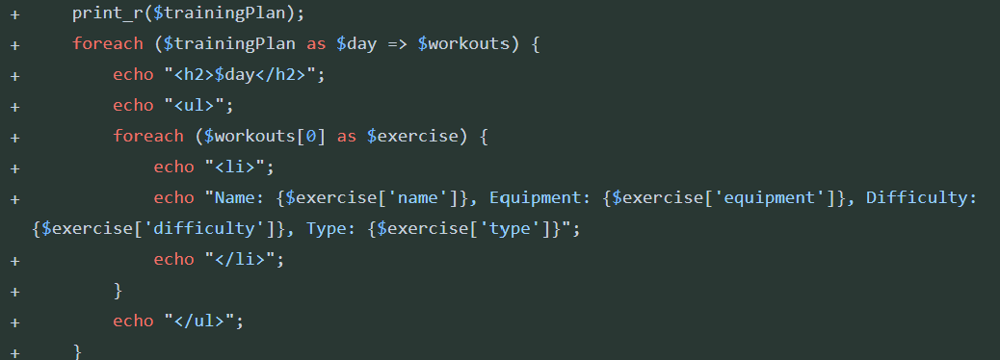 + print_r($trainingPlan);
+ foreach ($trainingPlan as $day => $workouts) {
+ echo "<h2>$day</h2>";
+ echo "<ul>";
+ foreach ($workouts[0] as $exercise) {
+ echo "<li>";
+ echo "Name: {$exercise['name']}, Equipment: {$exercise['equipment']}, Difficulty:
{$exercise['difficulty']}, Type: {$exercise['type']}";
+ echo "</li>";
+ }
+ echo "</ul>";
+ }